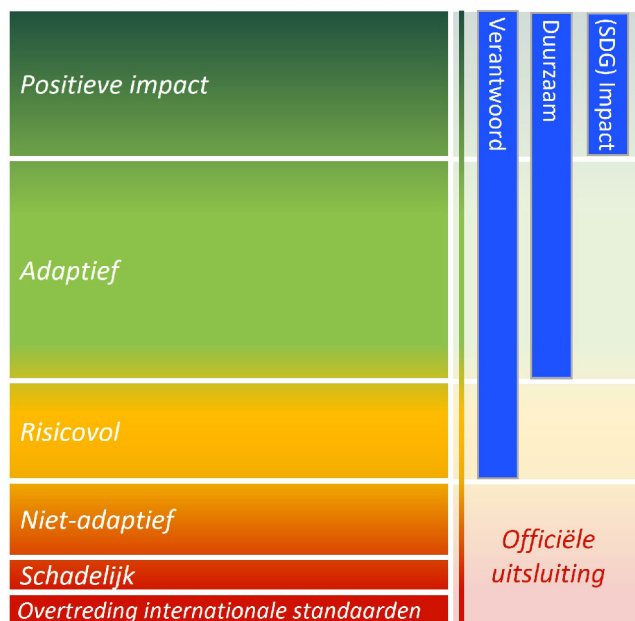 Positieve impact
Adaptief
Risicovol
Niet-adaptief
Schadelijk
Overtreding internationale standaarden
Verantwoord
Duurzaam
(SDG) Impact
Officiële
uitsluiting